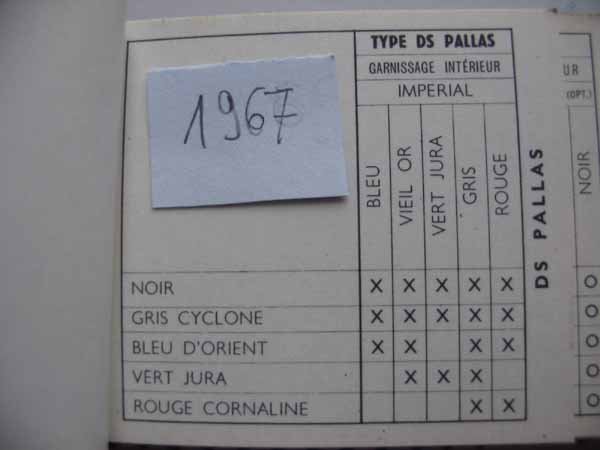 1967
TYPE DS PALLAS
GARNISSAGE INTÉRIEUR
IMPERIAL
BLEU
VIEIL OR
VERT JURA
GRIS
ROUGE
DS PALLAS
UR
(OPT.)
NOIR
NOIR X X X X X O
GRIS CYCLONE X X X X X O
BLEU D'ORIENT X X X X O
VERT JURA X X X O
ROUGE CORNALINE X X O